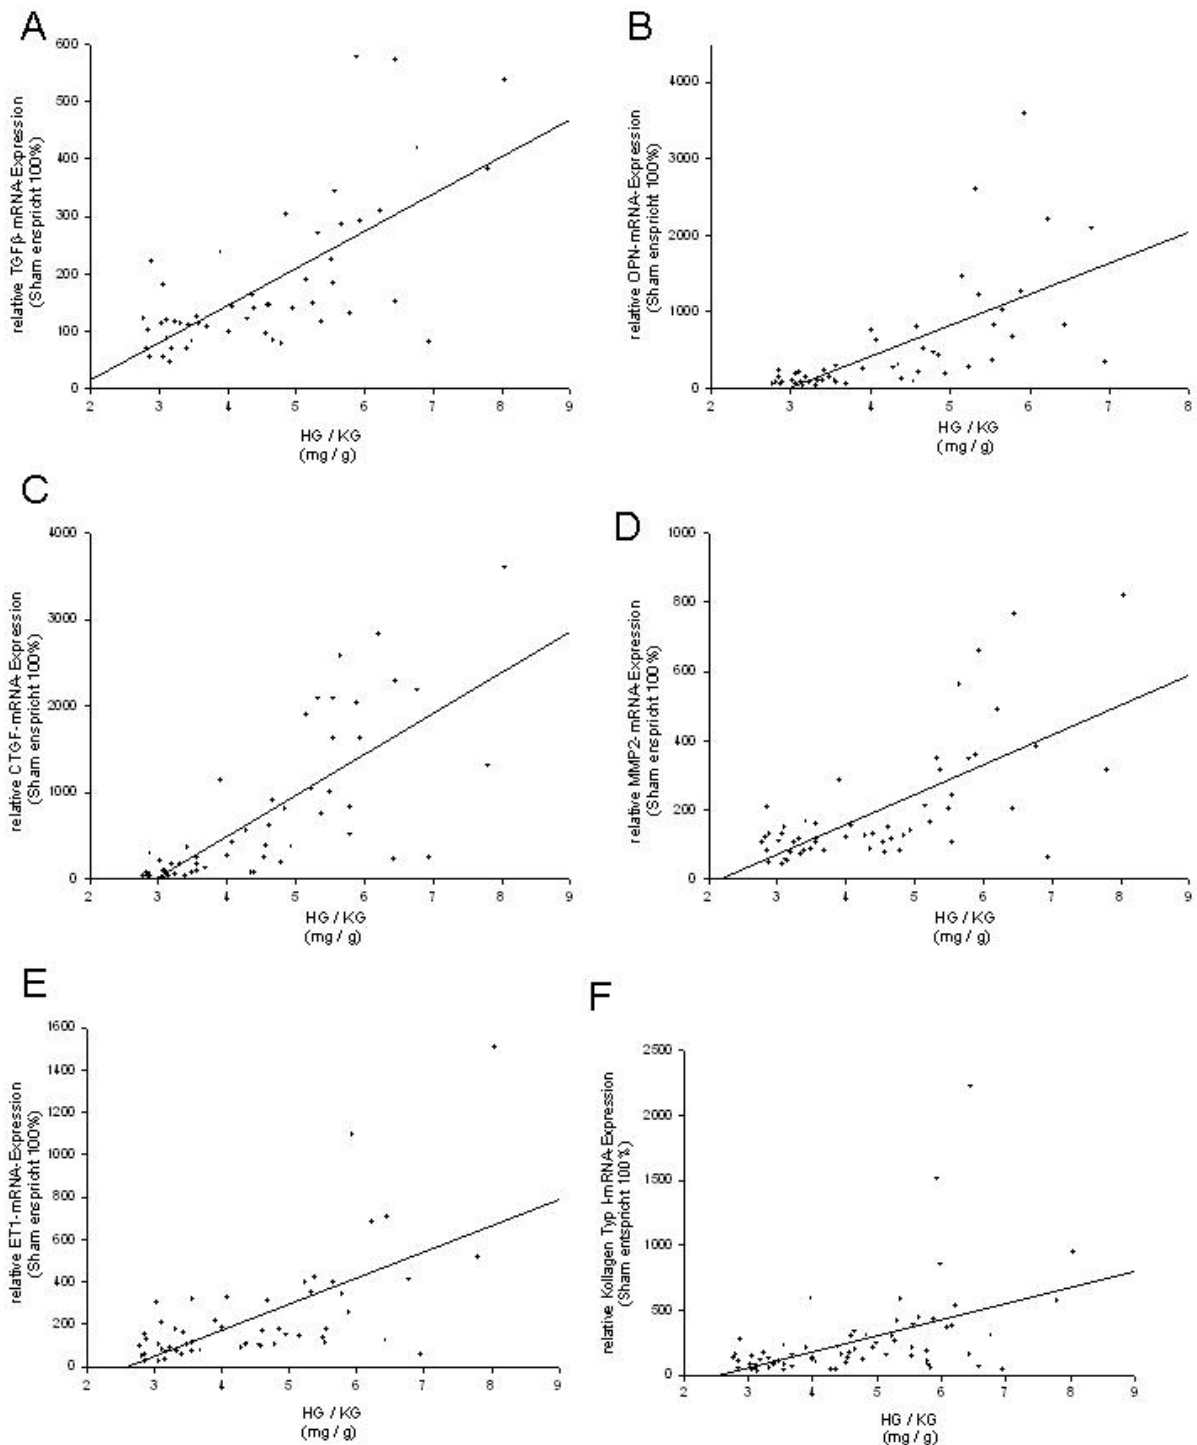 A
600
500
400
300
200
100
0
2 3 4 5 6 7 8 9
relative TGFβ-mRNA-Expression
(Sham enspricht 100%)
HG / KG
(mg / g)
B
4000
3000
2000
1000
0
2 3 4 5 6 7 8
relative OPN-mRNA-Expression
(Sham enspricht 100%)
HG / KG
(mg / g)
C
4000
3000
2000
1000
0
2 3 4 5 6 7 8 9
relative CTGF-mRNA-Expression
(Sham enspricht 100%)
HG / KG
(mg / g)
D
1000
800
600
400
200
0
2 3 4 5 6 7 8 9
relative MMP2-mRNA-Expression
(Sham enspricht 100%)
HG / KG
(mg / g)
E
1600
1400
1200
1000
800
600
400
200
0
2 3 4 5 6 7 8 9
relative ET1-mRNA-Expression
(Sham enspricht 100%)
HG / KG
(mg / g)
F
2500
2000
1500
1000
500
0
2 3 4 5 6 7 8 9
relative Kollagen Typ I-mRNA-Expression
(Sham entspricht 100%)
HG / KG
(mg / g)